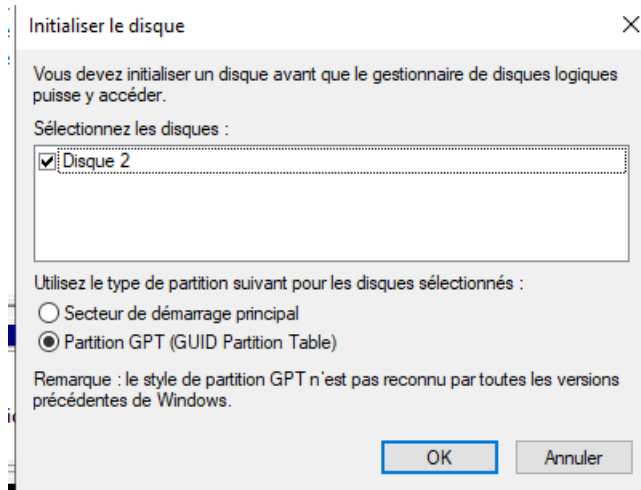 Initialiser le disque
Vous devez initialiser un disque avant que le gestionnaire de disques logiques
puisse y accéder.
Sélectionnez les disques :
Disque 2
Utilisez le type de partition suivant pour les disques sélectionnés :
Secteur de démarrage principal
Partition GPT (GUID Partition Table)
Remarque : le style de partition GPT n'est pas reconnu par toutes les versions
précédentes de Windows.
OK
Annuler